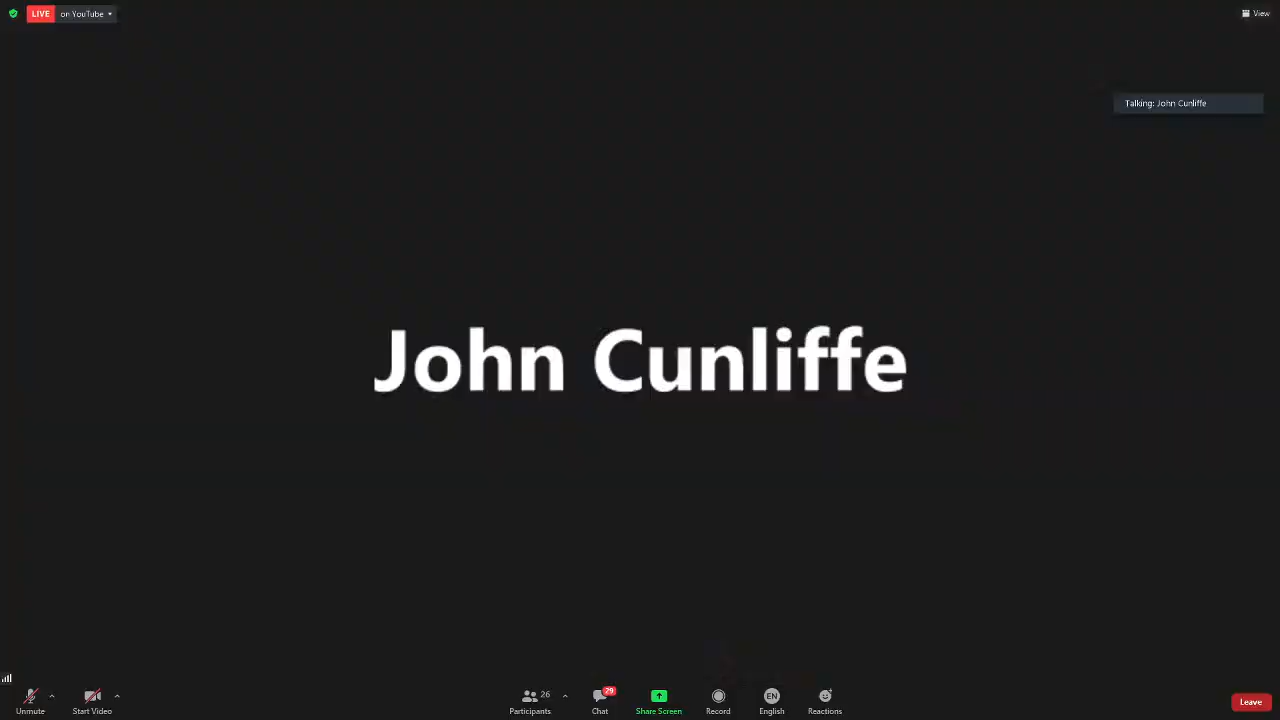 LIVE on YouTube
View
Talking: John Cunliffe
John Cunliffe
26
29
EN
Unmute
Start Video
Participants
Chat
Share Screen
Record
English
Reactions
Leave